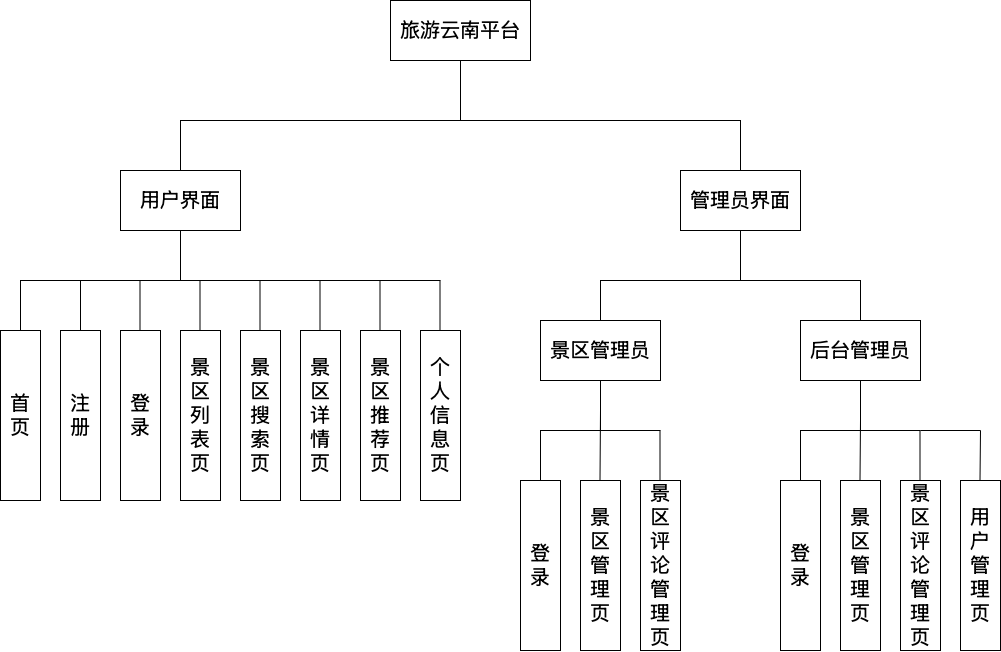 旅游云南平台
用户界面
管理员界面
首页
注册
登录
景区列表页
景区搜索页
景区详情页
景区推荐页
个人信息页
景区管理员
后台管理员
登录
景区管理页
景区评论管理页
登录
景区管理页
景区评论管理页
用户管理页